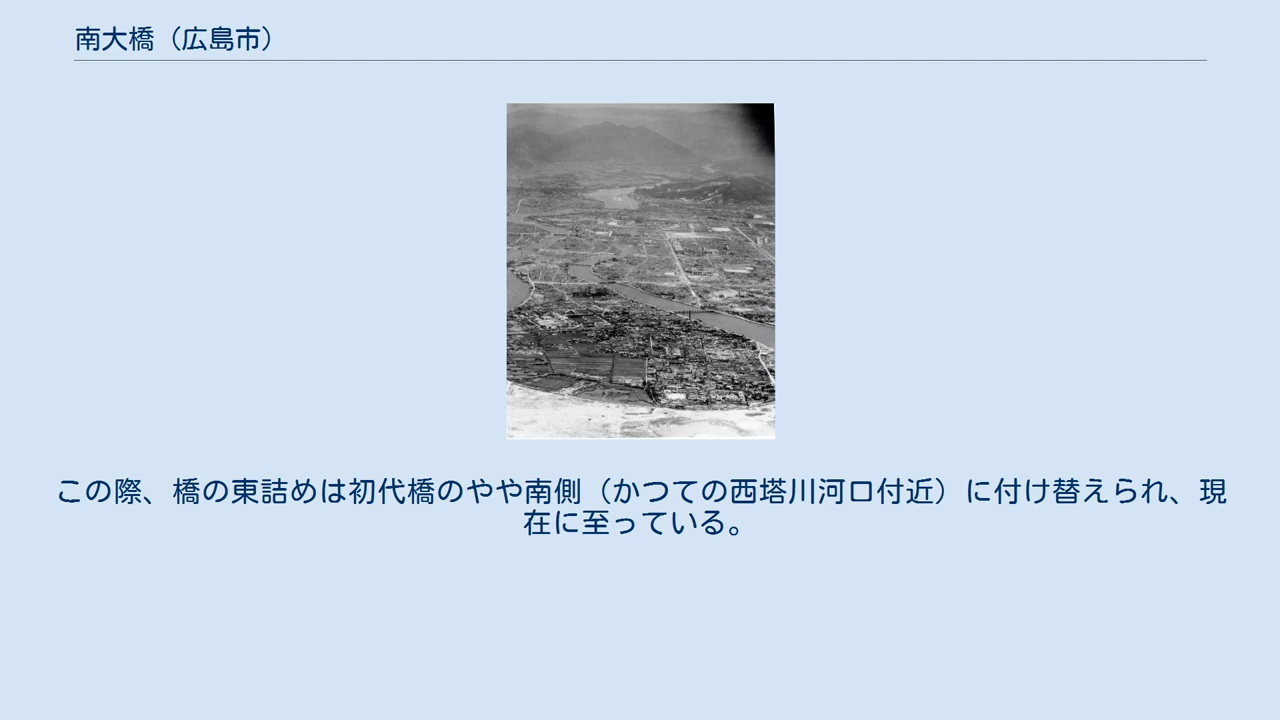 南大橋（広島市）
この際、橋の東詰めは初代橋のやや南側（かつての西塔川河口付近）に付け替えられ、現
在に至っている。